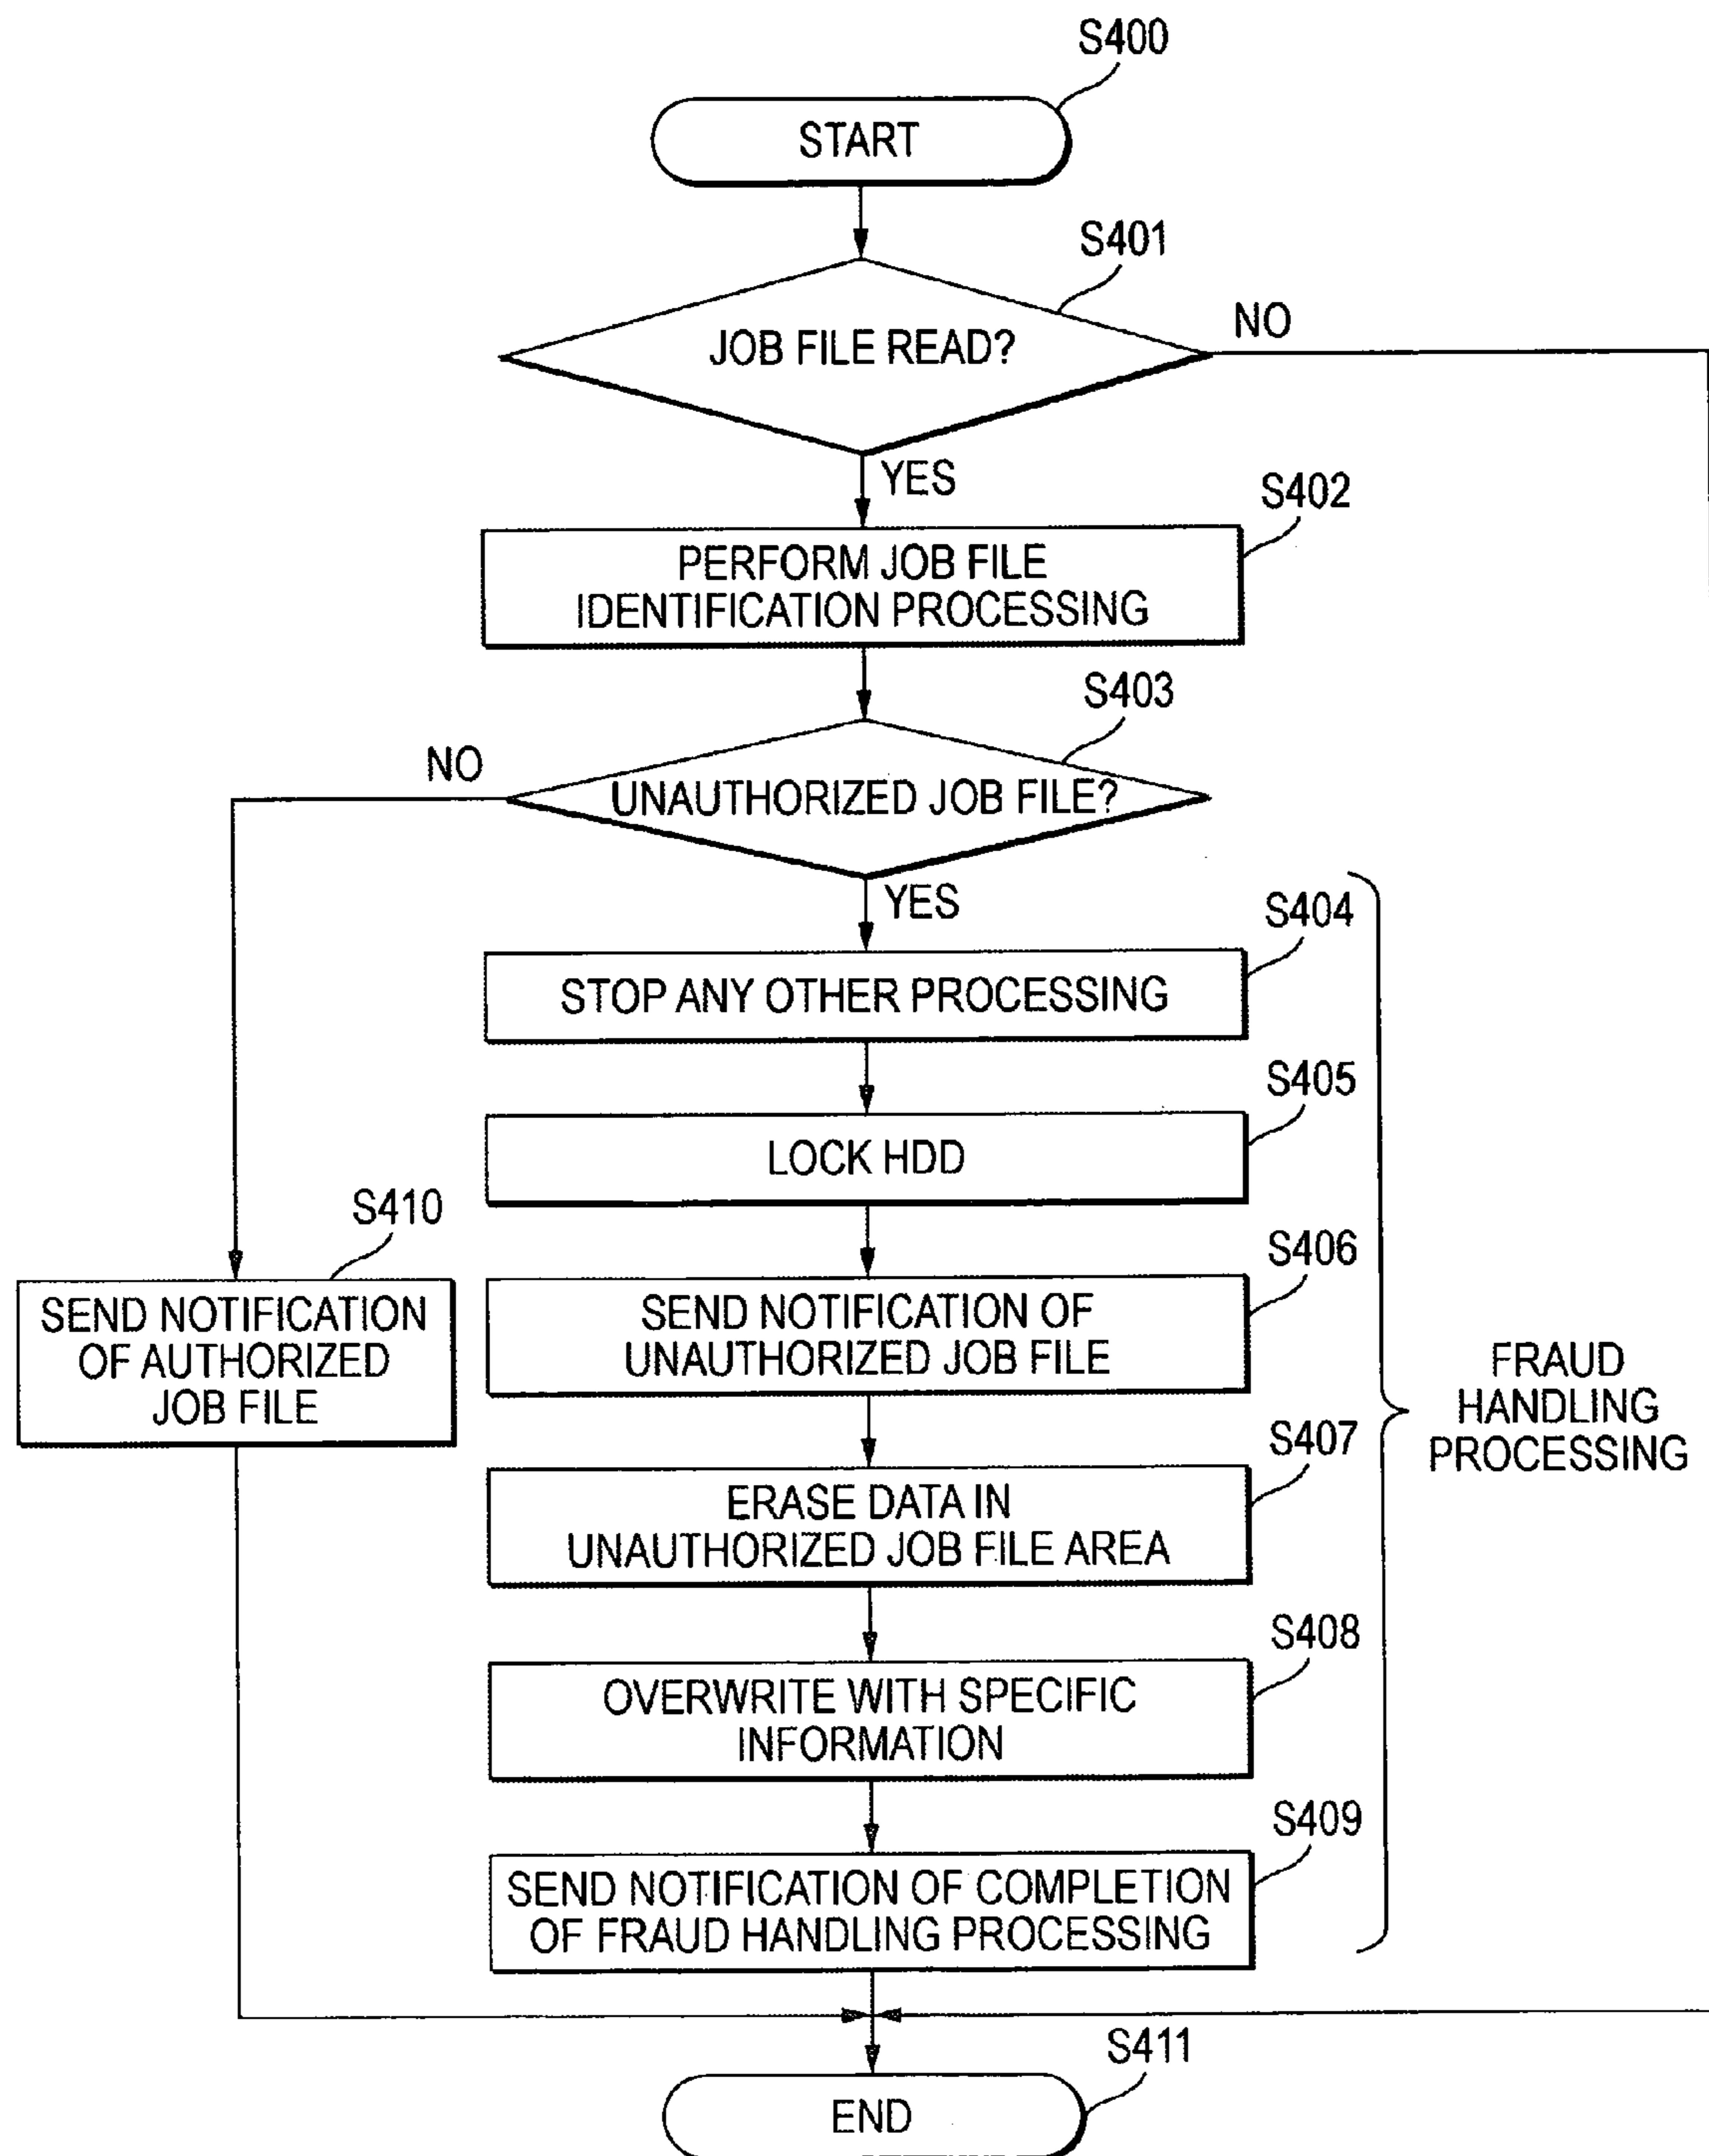 S400
START
S401
JOB FILE READ?
NO
YES
S402
PERFORM JOB FILE
IDENTIFICATION PROCESSING
S403
NO
UNAUTHORIZED JOB FILE?
YES
S404
STOP ANY OTHER PROCESSING
S405
LOCK HDD
S410
SEND NOTIFICATION
OF AUTHORIZED
JOB FILE
S406
SEND NOTIFICATION OF
UNAUTHORIZED JOB FILE
FRAUD
HANDLING
PROCESSING
S407
ERASE DATA IN
UNAUTHORIZED JOB FILE AREA
S408
OVERWRITE WITH SPECIFIC
INFORMATION
S409
SEND NOTIFICATION OF COMPLETION
OF FRAUD HANDLING PROCESSING
S411
END